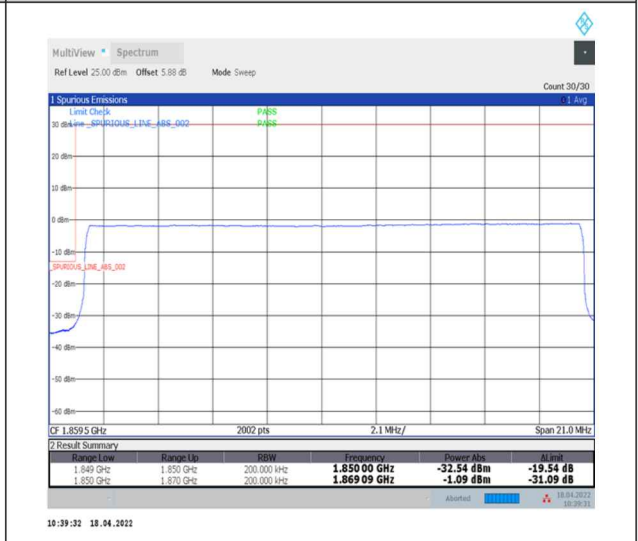 MultiView Spectrum
Ref Level 25.00 dBm Offset 5.88 dB Mode Sweep
Count 30/30
1 Spurious Emissions 1 Avg
Limit Check PASS
Line _SPURIOUS_LINE_ABS_002 PASS
30 dBm
20 dBm
10 dBm
0 dBm
-10 dBm
_SPURIOUS_LINE_ABS_002
-20 dBm
-30 dBm
-40 dBm
-50 dBm
-60 dBm
CF 1.8595 GHz 2002 pts 2.1 MHz/ Span 21.0 MHz
2 Result Summary
Range Low Range Up RBW Frequency Power Abs ΔLimit
1.849 GHz 1.850 GHz 200.000 kHz 1.85000 GHz -32.54 dBm -19.54 dB
1.850 GHz 1.870 GHz 200.000 kHz 1.86909 GHz -1.09 dBm -31.09 dB
Aborted 18.04.2022
10:39:31
10:39:32 18.04.2022